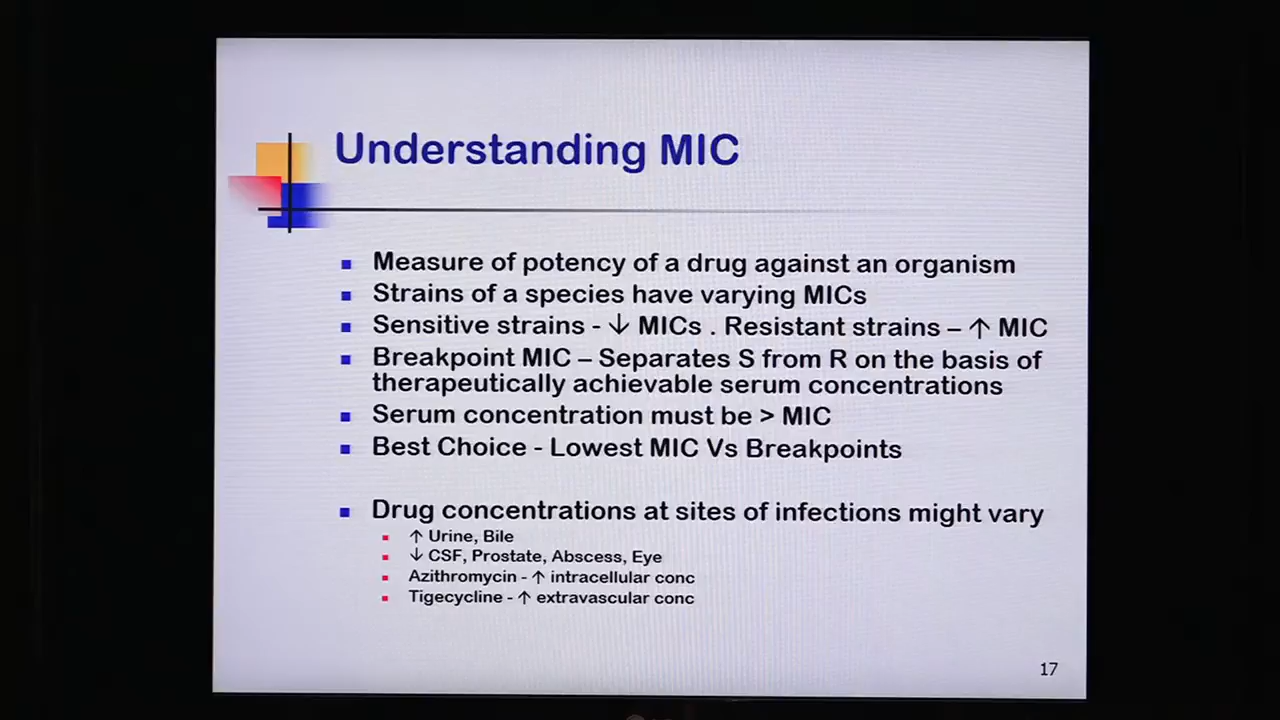 Understanding MIC
Measure of potency of a drug against an organism
Strains of a species have varying MICs
Sensitive strains - ↓ MICs . Resistant strains – ↑ MIC
Breakpoint MIC – Separates S from R on the basis of
therapeutically achievable serum concentrations
Serum concentration must be > MIC
Best Choice - Lowest MIC Vs Breakpoints
Drug concentrations at sites of infections might vary
↑ Urine, Bile
↓ CSF, Prostate, Abscess, Eye
Azithromycin - ↑ intracellular conc
Tigecycline - ↑ extravascular conc
17